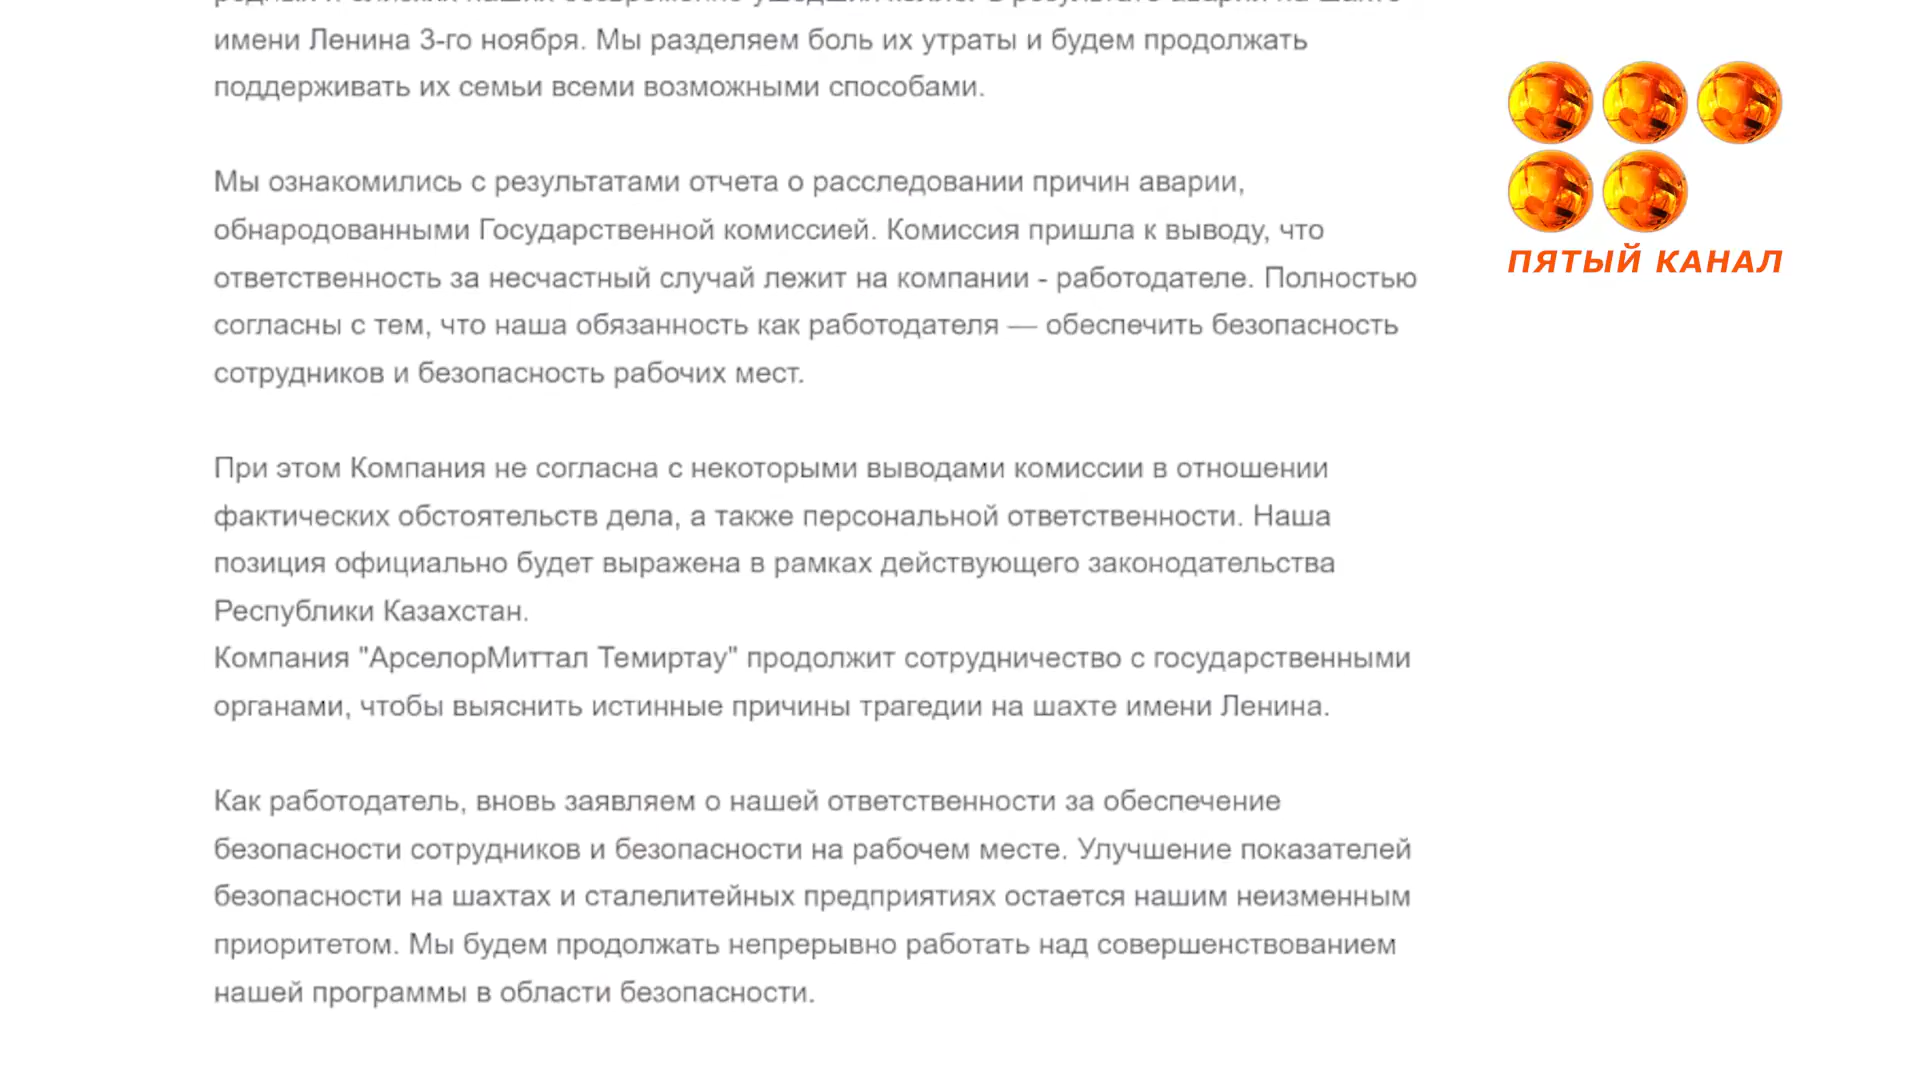 имени Ленина 3-го ноября. Мы разделяем боль их утраты и будем продолжать
поддерживать их семьи всеми возможными способами.
Мы ознакомились с результатами отчета о расследовании причин аварии,
обнародованными Государственной комиссией. Комиссия пришла к выводу, что
ответственность за несчастный случай лежит на компании - работодателе. Полностью
согласны с тем, что наша обязанность как работодателя — обеспечить безопасность
сотрудников и безопасность рабочих мест.
При этом Компания не согласна с некоторыми выводами комиссии в отношении
фактических обстоятельств дела, а также персональной ответственности. Наша
позиция официально будет выражена в рамках действующего законодательства
Республики Казахстан.
Компания "АрселорМиттал Темиртау" продолжит сотрудничество с государственными
органами, чтобы выяснить истинные причины трагедии на шахте имени Ленина.
Как работодатель, вновь заявляем о нашей ответственности за обеспечение
безопасности сотрудников и безопасности на рабочем месте. Улучшение показателей
безопасности на шахтах и сталелитейных предприятиях остается нашим неизменным
приоритетом. Мы будем продолжать непрерывно работать над совершенствованием
нашей программы в области безопасности.
ПЯТЫЙ КАНАЛ